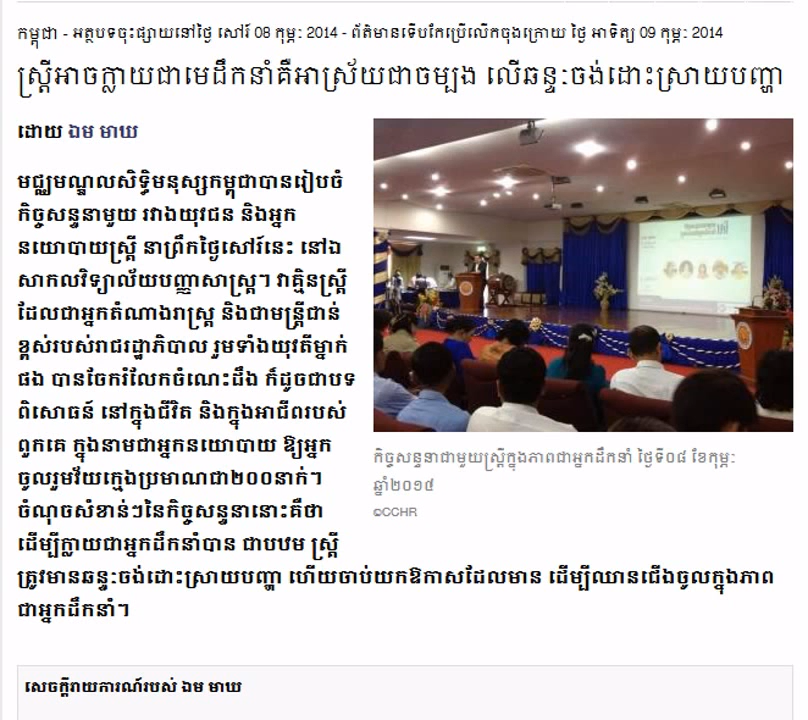 កម្ពុជា - អត្ថបទចុះផ្សាយនៅថ្ងៃ សៅរ៍ 08 កុម្ភៈ 2014 - ព័ត៌មានទើបកែប្រែលើកចុងក្រោយ ថ្ងៃ អាទិត្យ 09 កុម្ភៈ 2014
ស្ត្រីអាចក្លាយជាមេដឹកនាំគឺអាស្រ័យជាចម្បង លើឆន្ទៈចង់ដោះស្រាយបញ្ហា
ដោយ ឯម មាឃ
មជ្ឈមណ្ឌលសិទ្ធិមនុស្សកម្ពុជាបានរៀបចំ
កិច្ចសន្ទនាមួយ រវាងយុវជន និងអ្នក
នយោបាយស្ត្រី នាព្រឹកថ្ងៃសៅរ៍នេះ នៅឯ
សាកលវិទ្យាល័យបញ្ញាសាស្ត្រ។ វាគ្មិនស្ត្រី
ដែលជាអ្នកតំណាងរាស្ត្រ និងជាមន្ត្រីជាន់
ខ្ពស់របស់រាជរដ្ឋាភិបាល រួមទាំងយុវតីម្នាក់
ផង បានចែករំលែកចំណេះដឹង ក៏ដូចជាបទ
ពិសោធន៍ នៅក្នុងជីវិត និងក្នុងអាជីពរបស់
ពួកគេ ក្នុងនាមជាអ្នកនយោបាយ ឱ្យអ្នក
ចូលរួមវ័យក្មេងប្រមាណជា២០០នាក់។
ចំណុចសំខាន់ៗនៃកិច្ចសន្ទនានោះគឺថា
ដើម្បីក្លាយជាអ្នកដឹកនាំបាន ជាបឋម ស្ត្រី
ត្រូវមានឆន្ទៈចង់ដោះស្រាយបញ្ហា ហើយចាប់យកឱកាសដែលមាន ដើម្បីឈានជើងចូលក្នុងភាព
ជាអ្នកដឹកនាំ។
កិច្ចសន្ទនាជាមួយស្ត្រីក្នុងភាពជាអ្នកដឹកនាំ ថ្ងៃទី០៨ ខែកុម្ភៈ
ឆ្នាំ២០១៤
©CCHR
សេចក្តីរាយការណ៍របស់ ឯម មាឃ